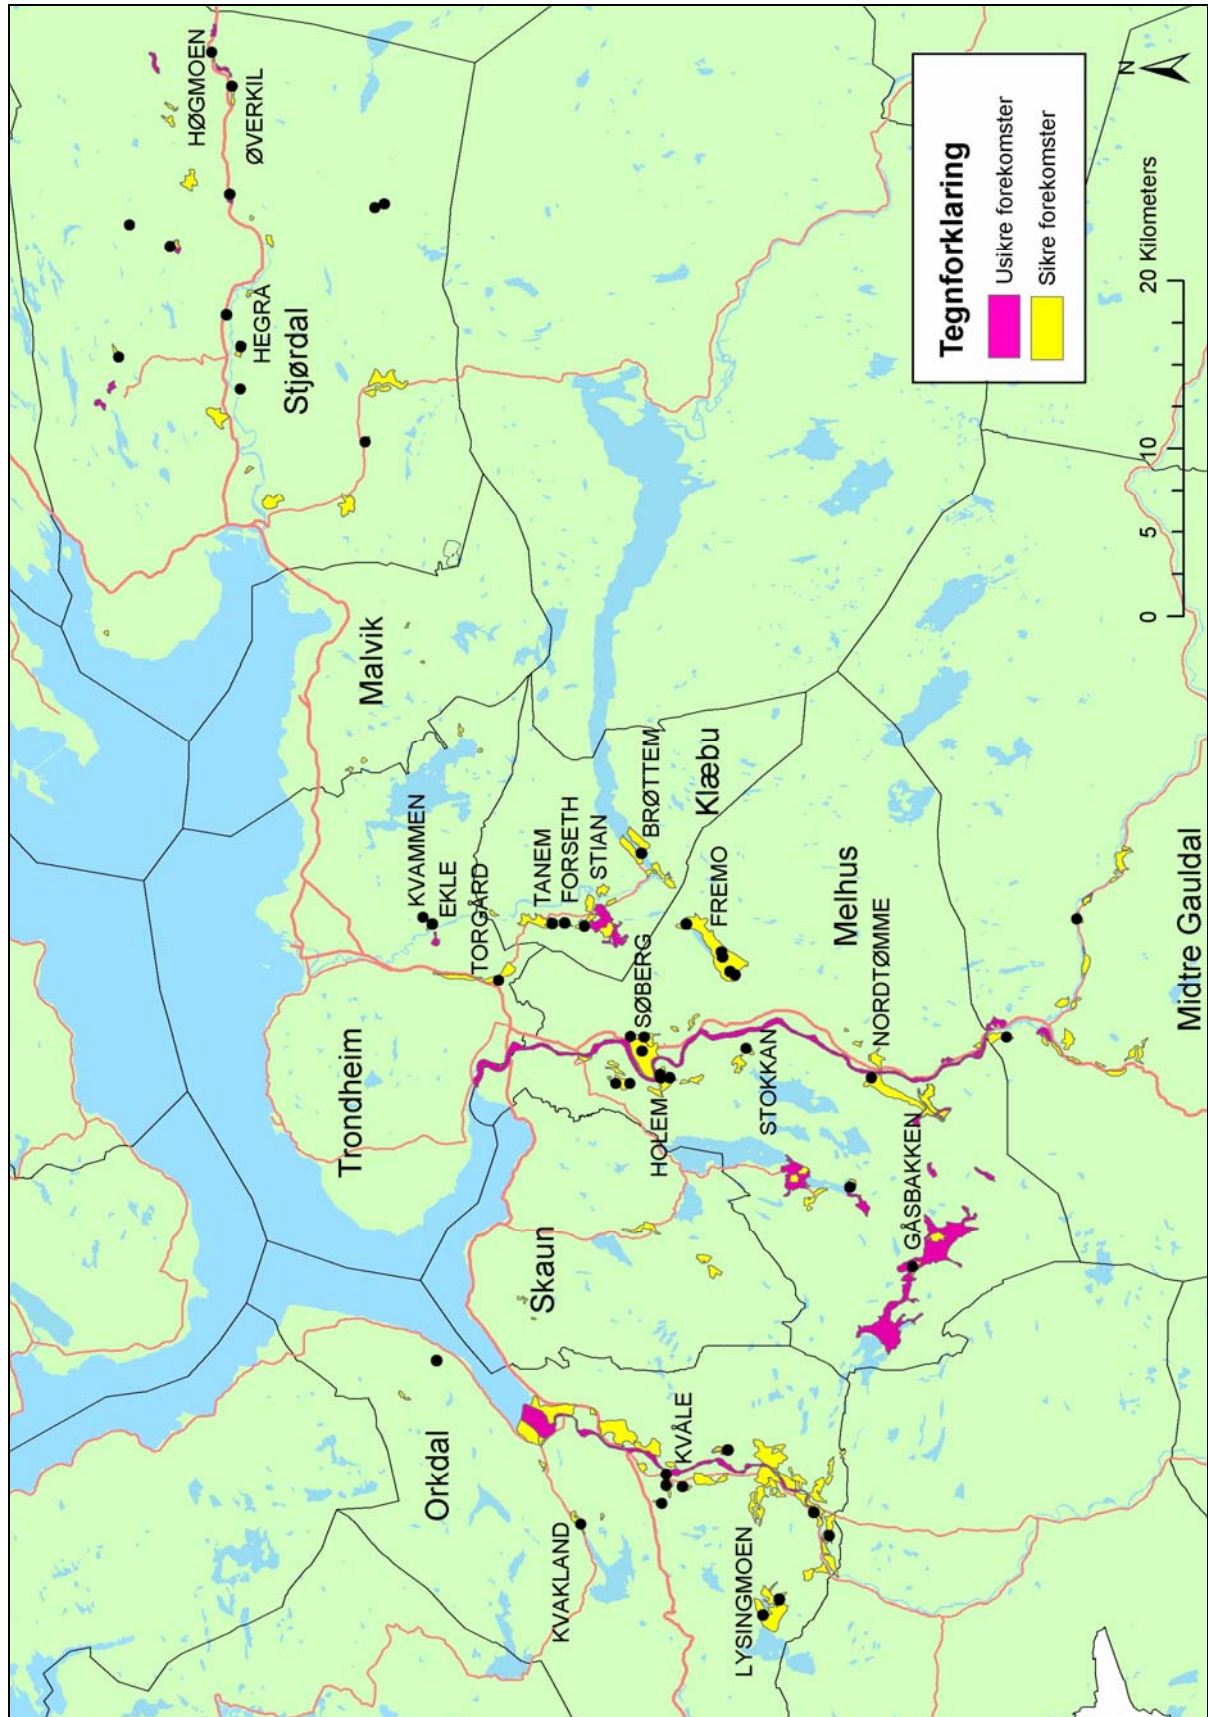 HØGMOEN
ØVERKIL
HEGRA
Stjørdal
Malvik
KVAMMEN
EKLE
TORGÅRD
TANEM
FORSETH
STIAN
BRØTTEM
Klæbu
FREMO
Trondheim
SØBERG
Melhus
NORDTØMME
HOLEM
STOKKAN
GÅSBAKKEN
Midtre Gauldal
Skaun
Orkdal
KVÅLE
KVAKLAND
LYSINGMOEN
N
Tegnforklaring
Usikre forekomster
Sikre forekomster
0 5 10 20 Kilometers